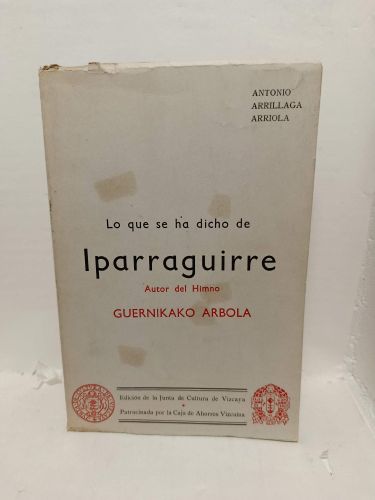 ANTONIO
ARRILLAGA
ARRIOLA
Lo que se ha dicho de
Iparraguirre
Autor del Himno
GUERNIKAKO ARBOLA
Edición de la Junta de Cultura de Vizcaya
Patrocinada por la Caja de Ahorros Vizcaina